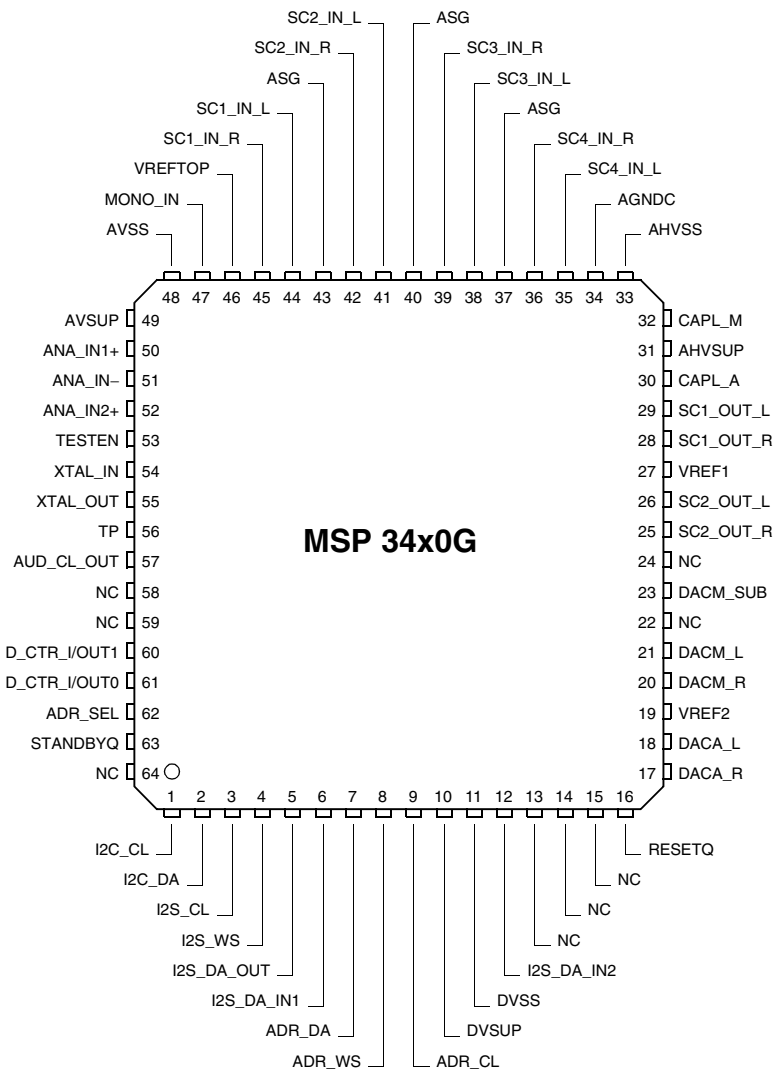 SC2_IN_L
ASG
SC2_IN_R
SC3_IN_R
ASG
SC3_IN_L
SC1_IN_L
ASG
SC1_IN_R
SC4_IN_R
VREFTOP
SC4_IN_L
MONO_IN
AGNDC
AVSS
AHVSS
48 47 46 45 44 43 42 41 40 39 38 37 36 35 34 33
AVSUP 49 32 CAPL_M
ANA_IN1+ 50 31 AHVSUP
ANA_IN− 51 30 CAPL_A
ANA_IN2+ 52 29 SC1_OUT_L
TESTEN 53 28 SC1_OUT_R
XTAL_IN 54 27 VREF1
XTAL_OUT 55 26 SC2_OUT_L
TP 56 25 SC2_OUT_R
MSP 34x0G
AUD_CL_OUT 57 24 NC
NC 58 23 DACM_SUB
NC 59 22 NC
D_CTR_I/OUT1 60 21 DACM_L
D_CTR_I/OUT0 61 20 DACM_R
ADR_SEL 62 19 VREF2
STANDBYQ 63 18 DACA_L
NC 64 17 DACA_R
1 2 3 4 5 6 7 8 9 10 11 12 13 14 15 16
I2C_CL
RESETQ
I2C_DA
NC
I2S_CL
NC
I2S_WS
NC
I2S_DA_OUT
I2S_DA_IN2
I2S_DA_IN1
DVSS
ADR_DA
DVSUP
ADR_WS
ADR_CL